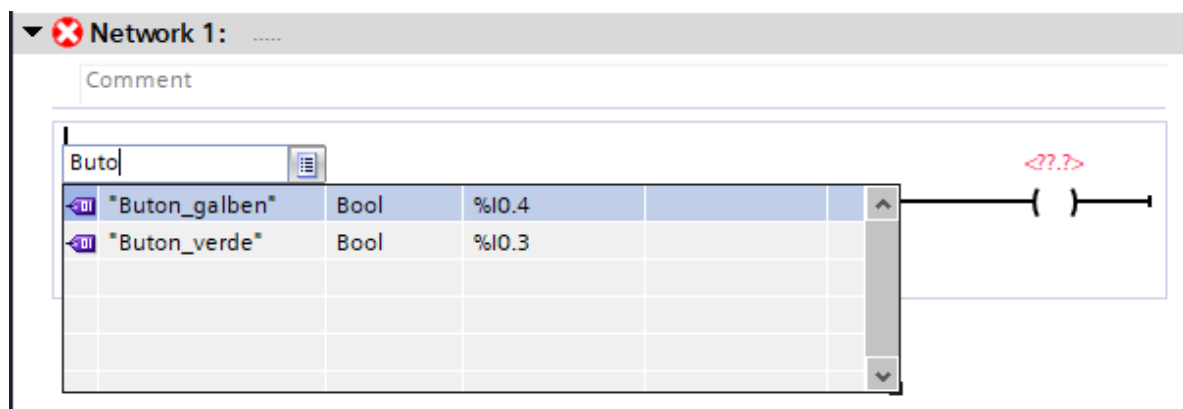 Network 1: .....
Comment
Buto
<??.?>
"Buton_galben" Bool %I0.4
"Buton_verde" Bool %I0.3